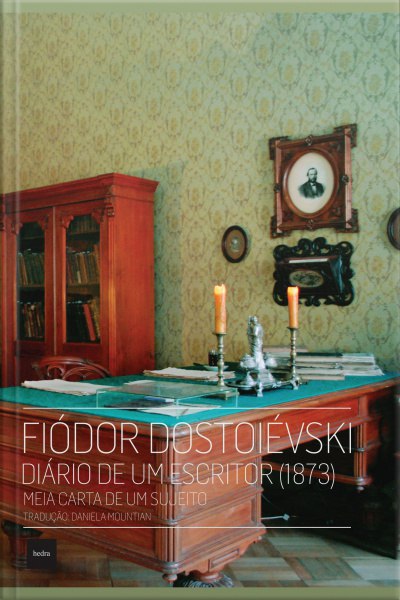 FIÓDOR DOSTOIÉVSKI
DIÁRIO DE UM ESCRITOR (1873)
MEIA CARTA DE UM SUJEITO
TRADUÇÃO: DANIELA MOUNTIAN
hedra